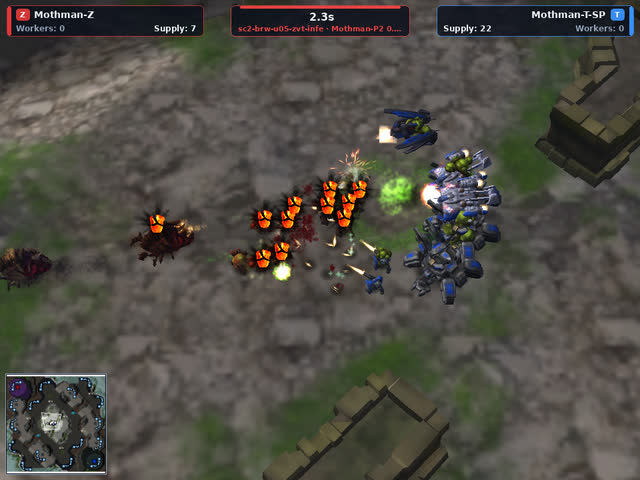 Z Mothman-Z
Workers: 0 Supply: 7
2.3s
sc2-brw-u05-zvt-infe · Mothman-P2 0....
Mothman-T-SP T
Supply: 22 Workers: 0